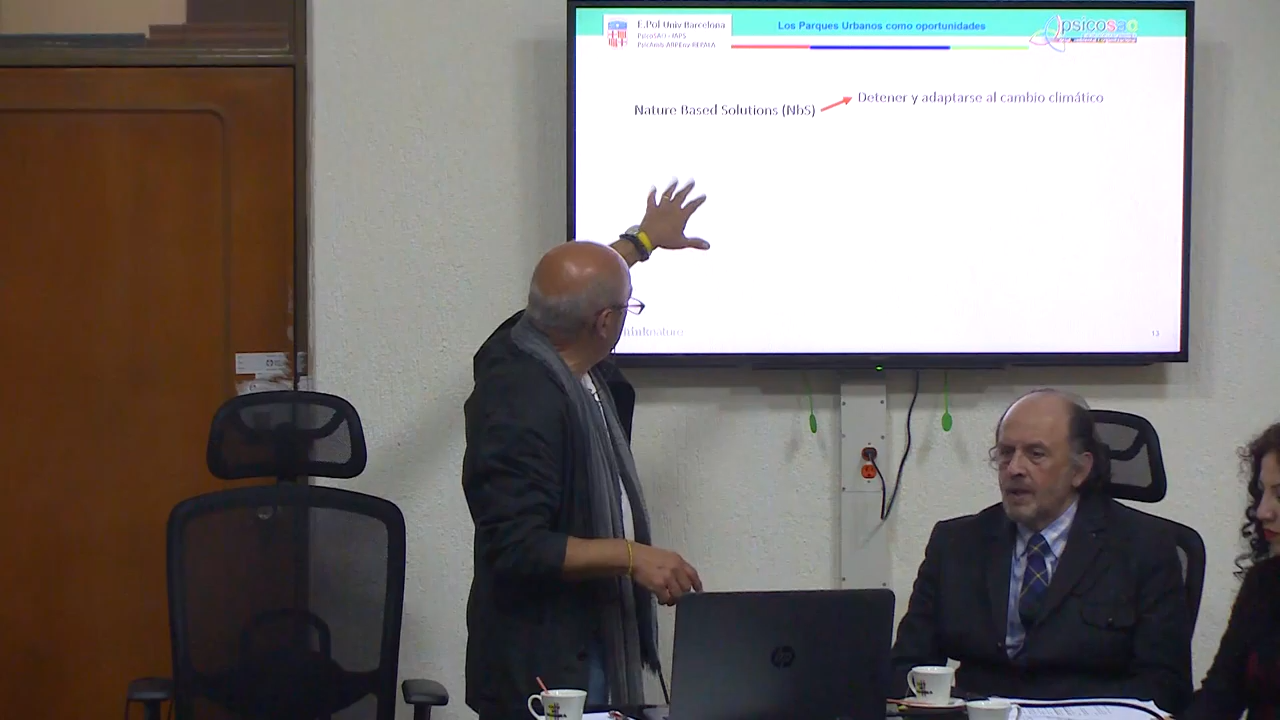 E.Pol Univ Barcelona
Los Parques Urbanos como oportunidades
psicosao
Nature Based Solutions (NbS)
Detener y adaptarse al cambio climático
13
hp